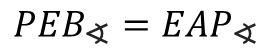 PEB∢ = EAP∢